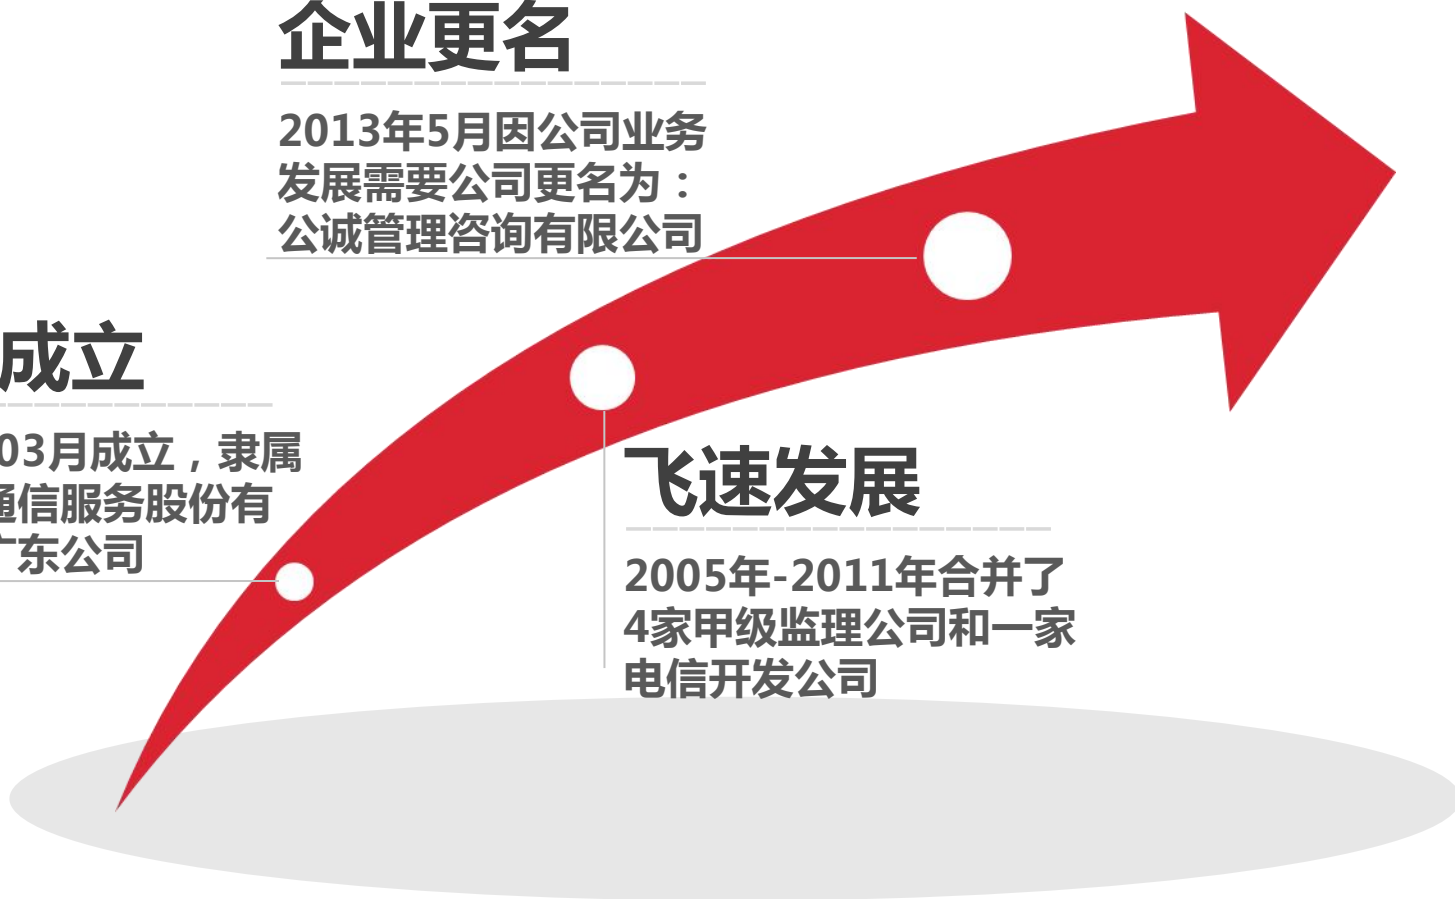 企业更名
2013年5月因公司业务
发展需要公司更名为：
公诚管理咨询有限公司
成立
03月成立，隶属
通信服务股份有
广东公司
飞速发展
2005年-2011年合并了
4家甲级监理公司和一家
电信开发公司